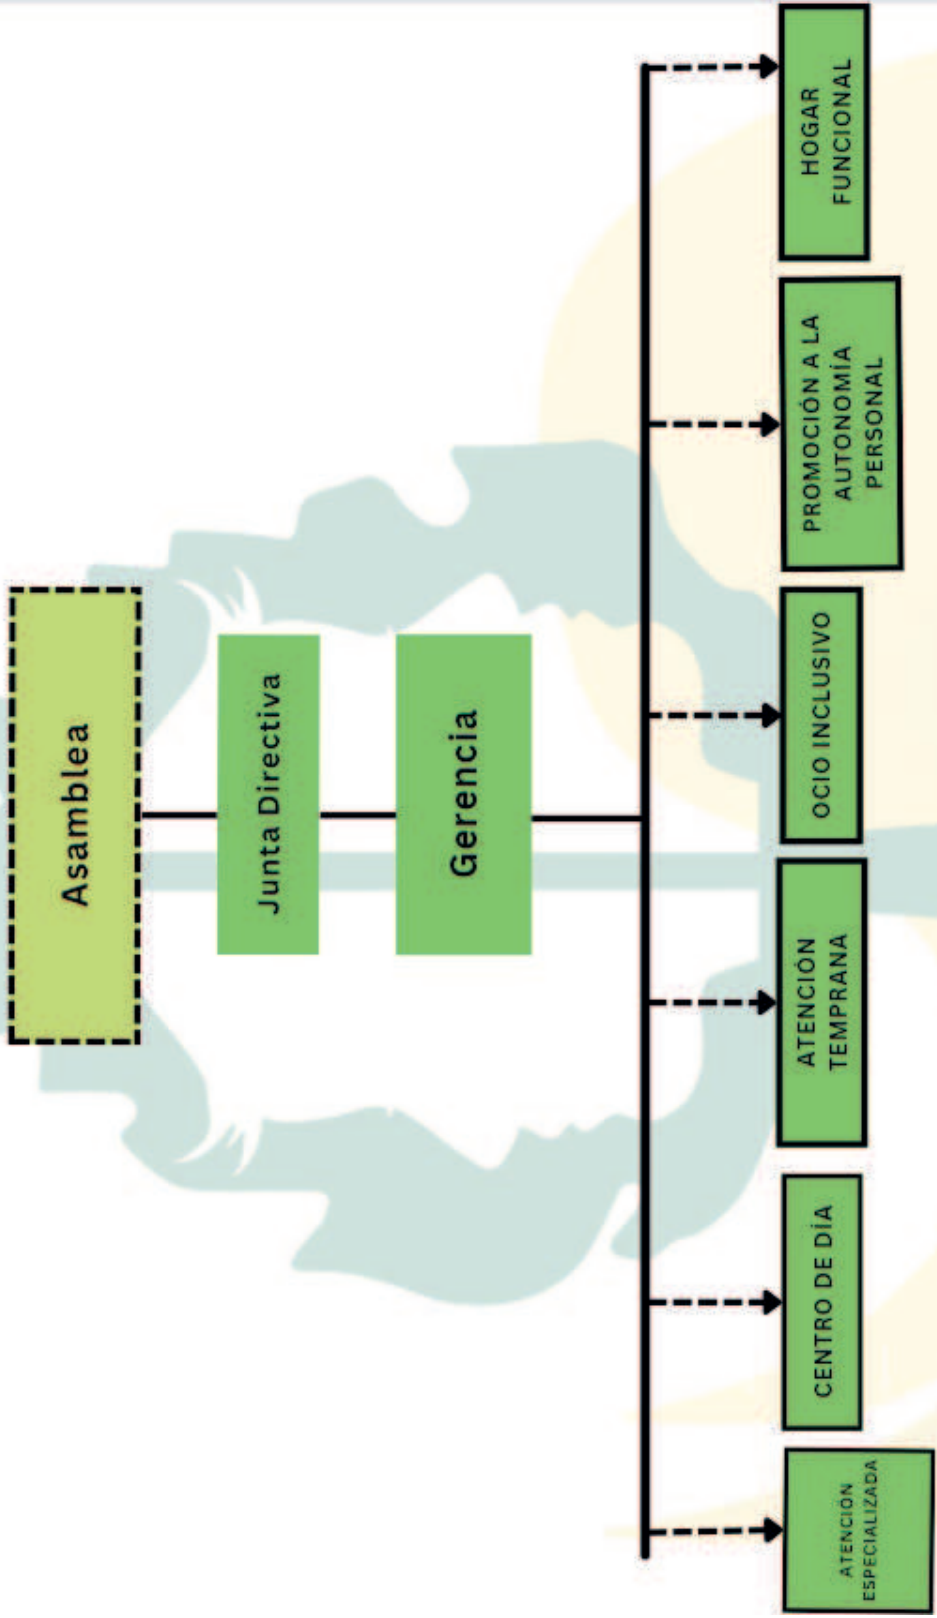 Asamblea
Junta Directiva
Gerencia
ATENCIÓN
ESPECIALIZADA
CENTRO DE DÍA
ATENCIÓN
TEMPRANA
OCIO INCLUSIVO
PROMOCIÓN A LA
AUTONOMÍA
PERSONAL
HOGAR
FUNCIONAL